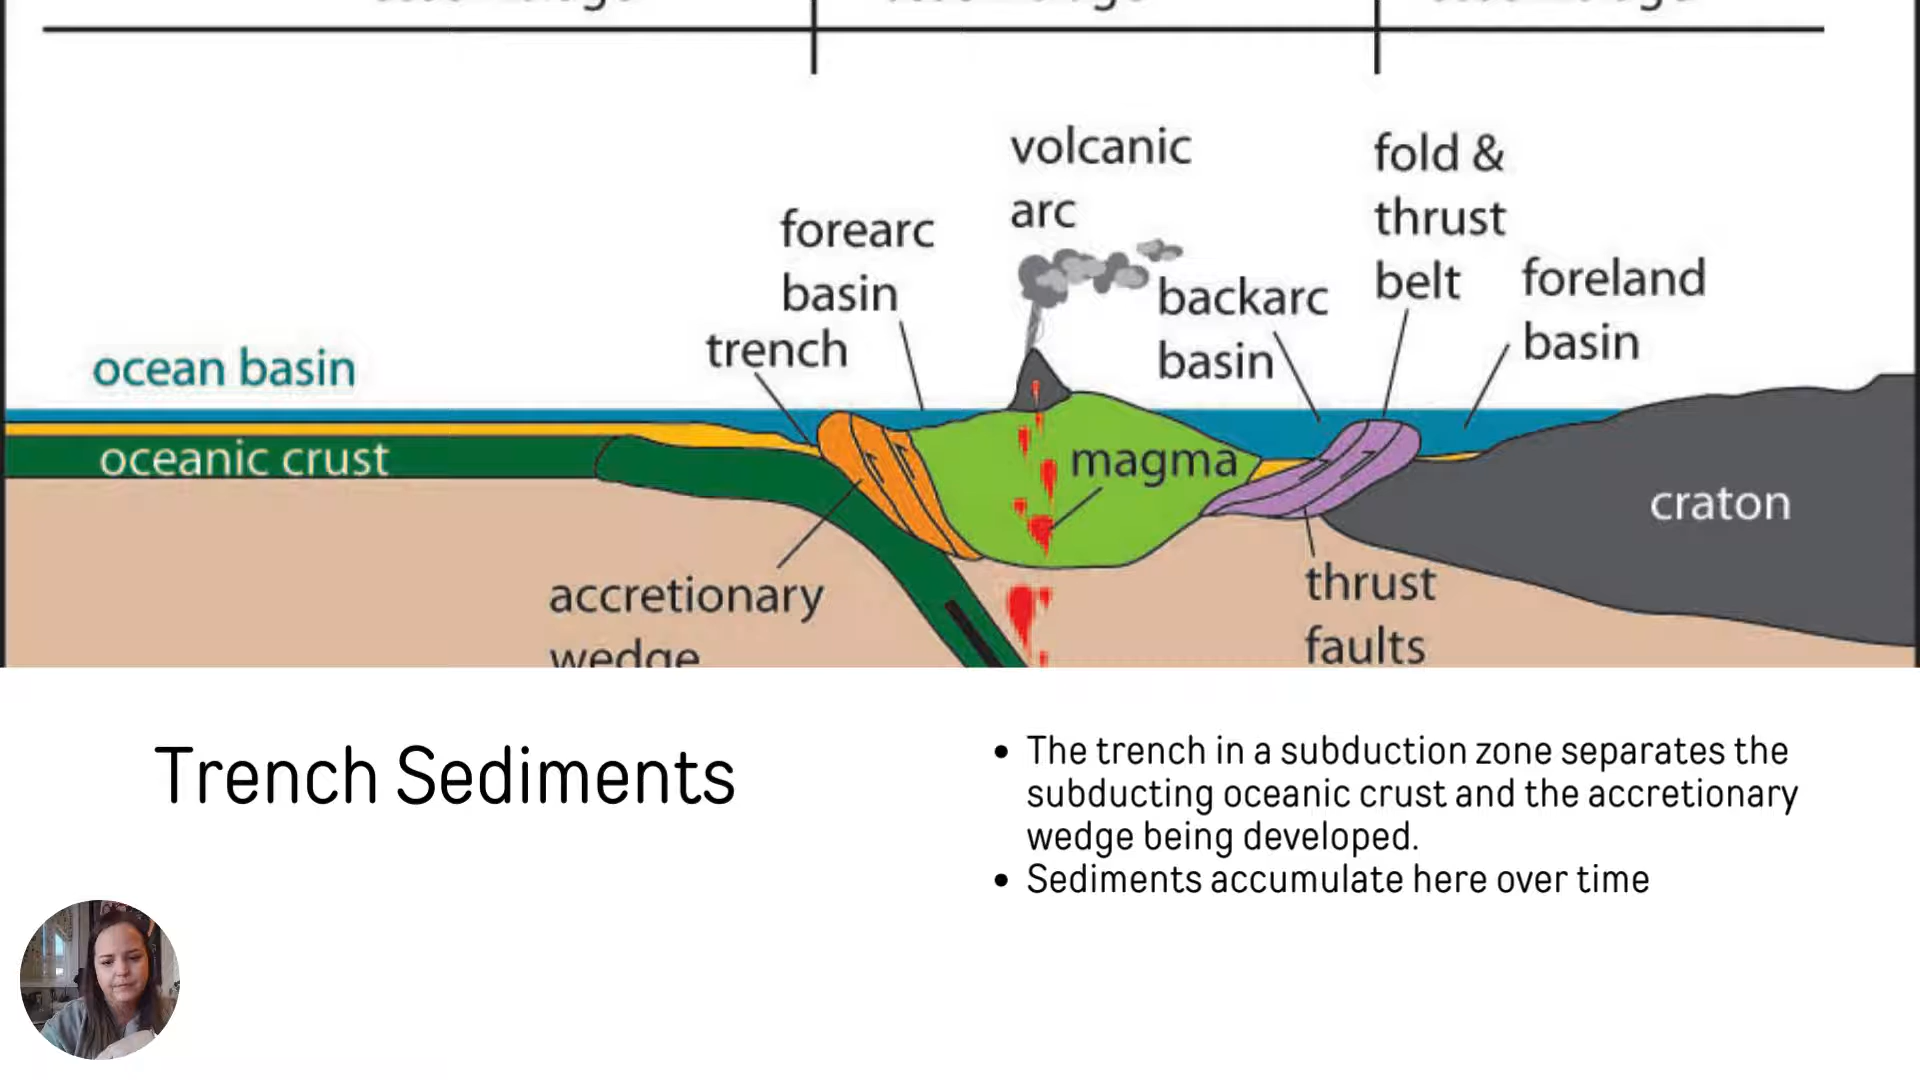 volcanic
arc
fold &
thrust
belt
forearc
basin
trench
backarc
basin
foreland
basin
ocean basin
oceanic crust
magma
craton
accretionary
wedge
thrust
faults
Trench Sediments
• The trench in a subduction zone separates the
subducting oceanic crust and the accretionary
wedge being developed.
• Sediments accumulate here over time